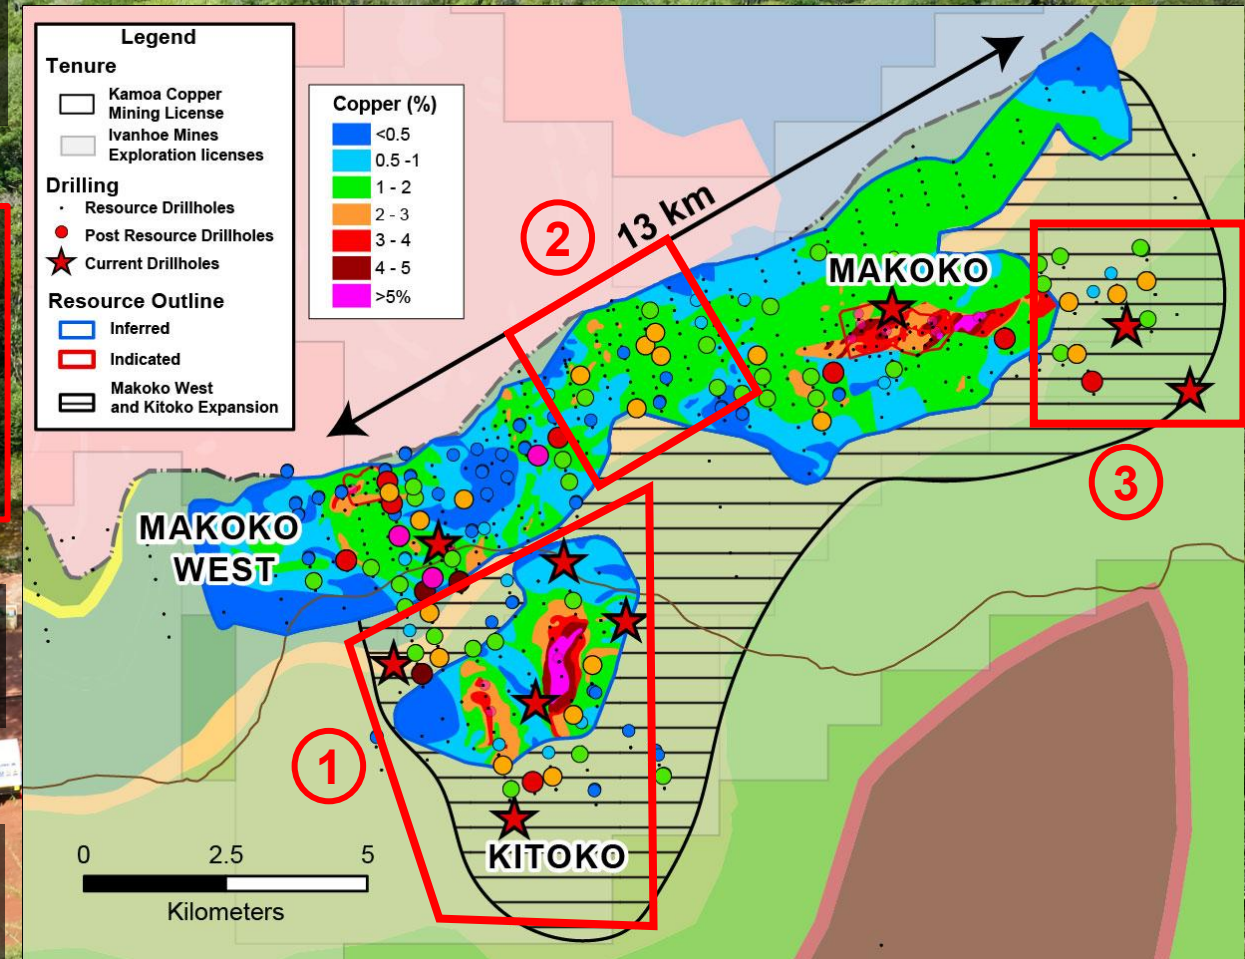 Legend
Tenure
Kamoa Copper
Mining License
Ivanhoe Mines
Exploration licenses
Drilling
Resource Drillholes
Post Resource Drillholes
Current Drillholes
Resource Outline
Inferred
Indicated
Makoko West
and Kitoko Expansion
Copper (%)
<0.5
0.5 -1
1 - 2
2 - 3
3 - 4
4 - 5
>5%
13 km
2
MAKOKO
3
MAKOKO
WEST
1
KITOKO
0 2.5 5
Kilometers